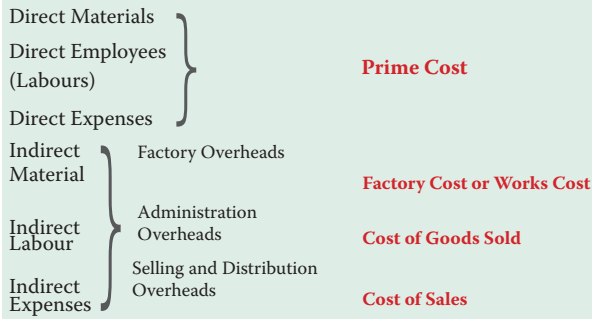 Direct Materials
Direct Employees
(Labours)
Prime Cost
Direct Expenses
Indirect
Material
Factory Overheads
Factory Cost or Works Cost
Indirect
Labour
Administration
Overheads
Cost of Goods Sold
Selling and Distribution
Overheads
Indirect
Expenses
Cost of Sales